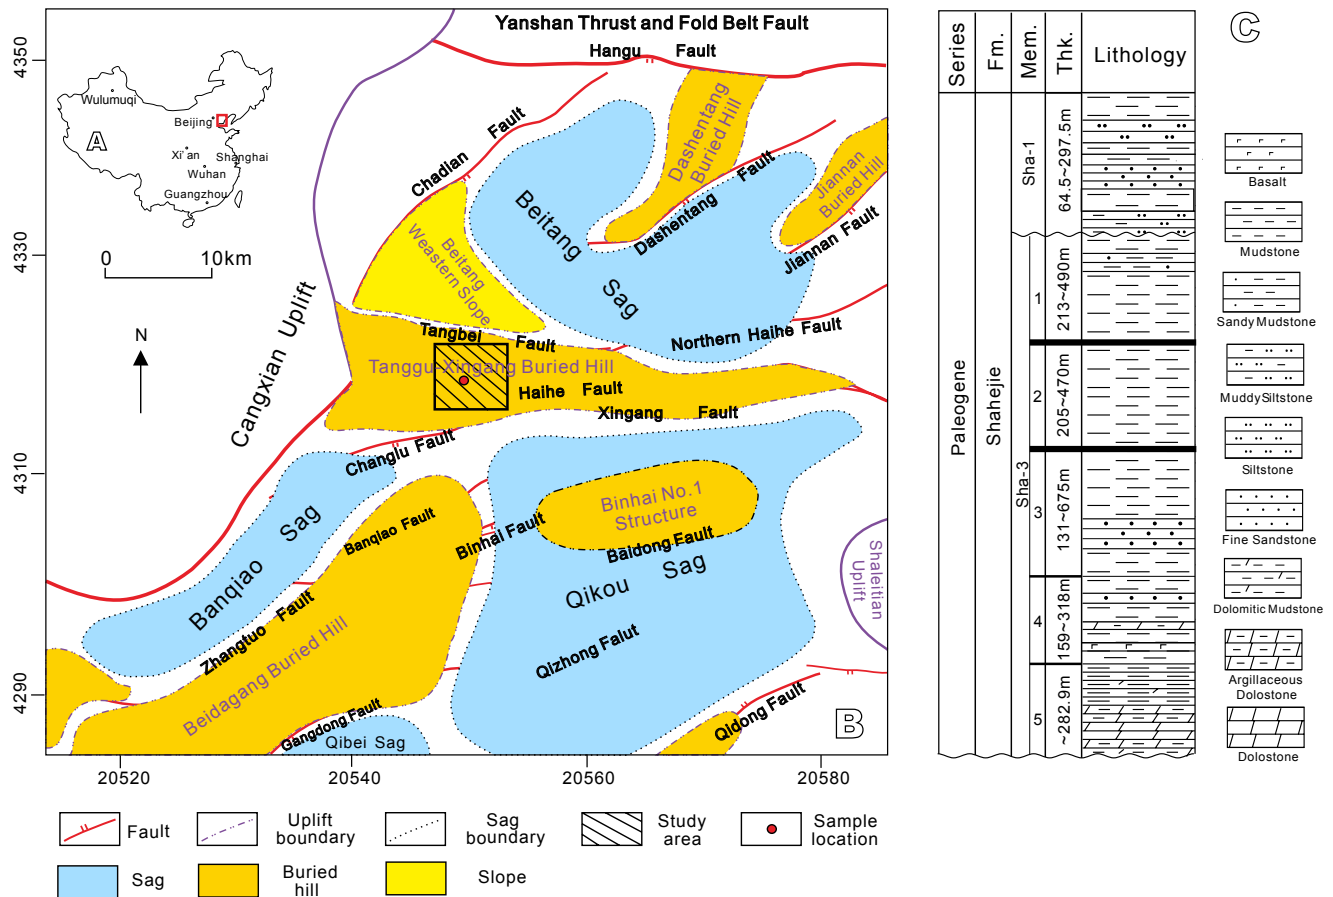 Yanshan Thrust and Fold Belt Fault
Hangu Fault
4350
4330
4310
4290
20520
20540
20560
20580
Wulumuqi
Beijing
A
Xi'an
Shanghai
Wuhan
Guangzhou
0
10km
N
Cangxian Uplift
Chadian Fault
Beitang
Weastern Slope
Beitang Sag
Dashentang
Buried Hill
Dashentang Fault
Jiannan
Buried Hill
Jiannan Fault
Northern Haihe Fault
Tangbei Fault
Tanggu-Xingang Buried Hill
Haihe Fault
Xingang Fault
Changlu Fault
Banqiao Sag
Banqiao Fault
Binhai Fault
Binhai No.1
Structure
Baidong Fault
Qikou Sag
Shaleitian
Uplift
Zhangtuo Fault
Beidagang Buried Hill
Qizhong Falut
Gangdong Fault
Qibei Sag
Qidong Fault
B
Fault
Uplift
boundary
Sag
boundary
Study
area
Sample
location
Sag
Buried
hill
Slope
Series
Fm.
Mem.
Thk.
Lithology
C
Paleogene
Shahejie
Sha-1
64.5~297.5m
Sha-3
1
213~490m
2
205~470m
3
131~675m
4
159~318m
5
~282.9m
Basalt
Mudstone
Sandy Mudstone
Muddy Siltstone
Siltstone
Fine Sandstone
Dolomitic Mudstone
Argillaceous
Dolostone
Dolostone